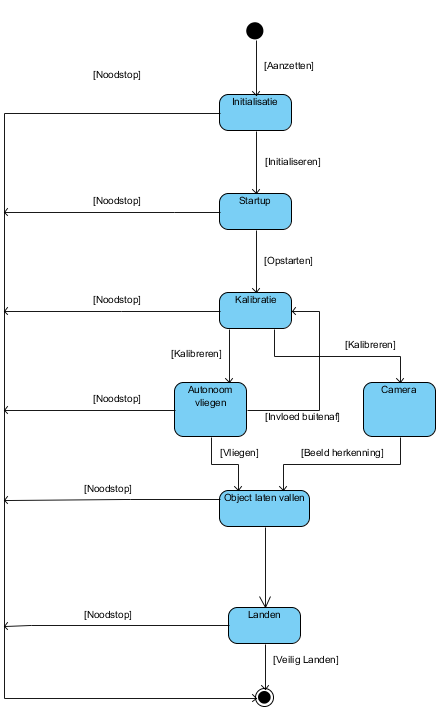 [Aanzetten]
[Noodstop]
Initialisatie
[Initialiseren]
[Noodstop]
Startup
[Opstarten]
[Noodstop]
Kalibratie
[Kalibreren]
[Kalibreren]
[Noodstop]
Autonoom
vliegen
Camera
[Invloed buitenaf]
[Vliegen]
[Beeld herkenning]
[Noodstop]
Object laten vallen
[Noodstop]
Landen
[Veilig Landen]